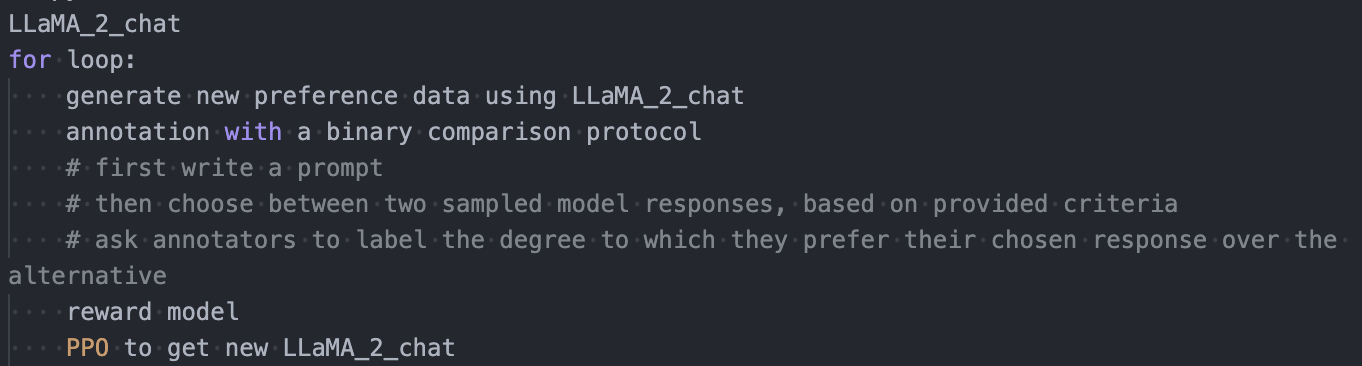 LLaMA_2_chat
for loop:
generate new preference data using LLaMA_2_chat
annotation with a binary comparison protocol
# first write a prompt
# then choose between two sampled model responses, based on provided criteria
# ask annotators to label the degree to which they prefer their chosen response over the
alternative
reward model
PPO to get new LLaMA_2_chat